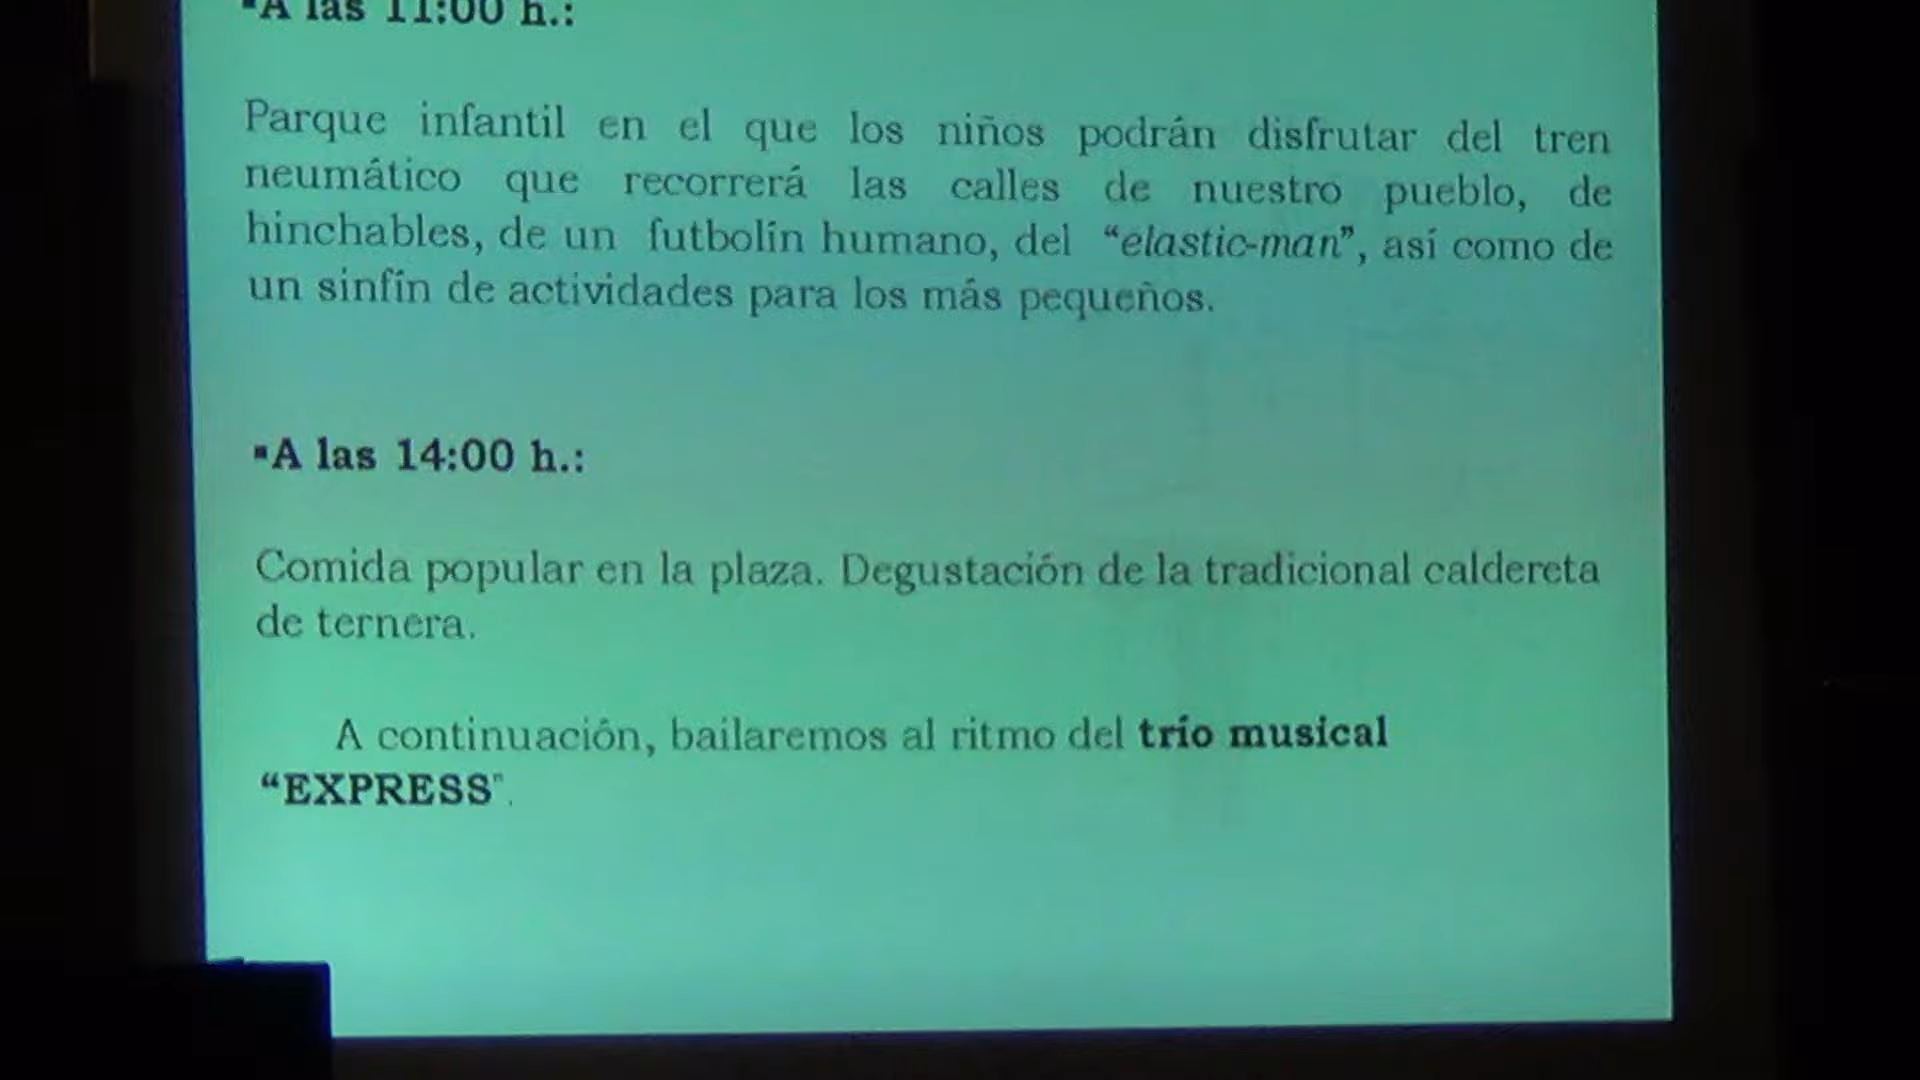 ▪A las 11:00 h.:
Parque infantil en el que los niños podrán disfrutar del tren
neumático que recorrerá las calles de nuestro pueblo, de
hinchables, de un futbolín humano, del “elastic-man”, así como de
un sinfín de actividades para los más pequeños.
▪A las 14:00 h.:
Comida popular en la plaza. Degustación de la tradicional caldereta
de ternera.
A continuación, bailaremos al ritmo del trío musical
“EXPRESS”.